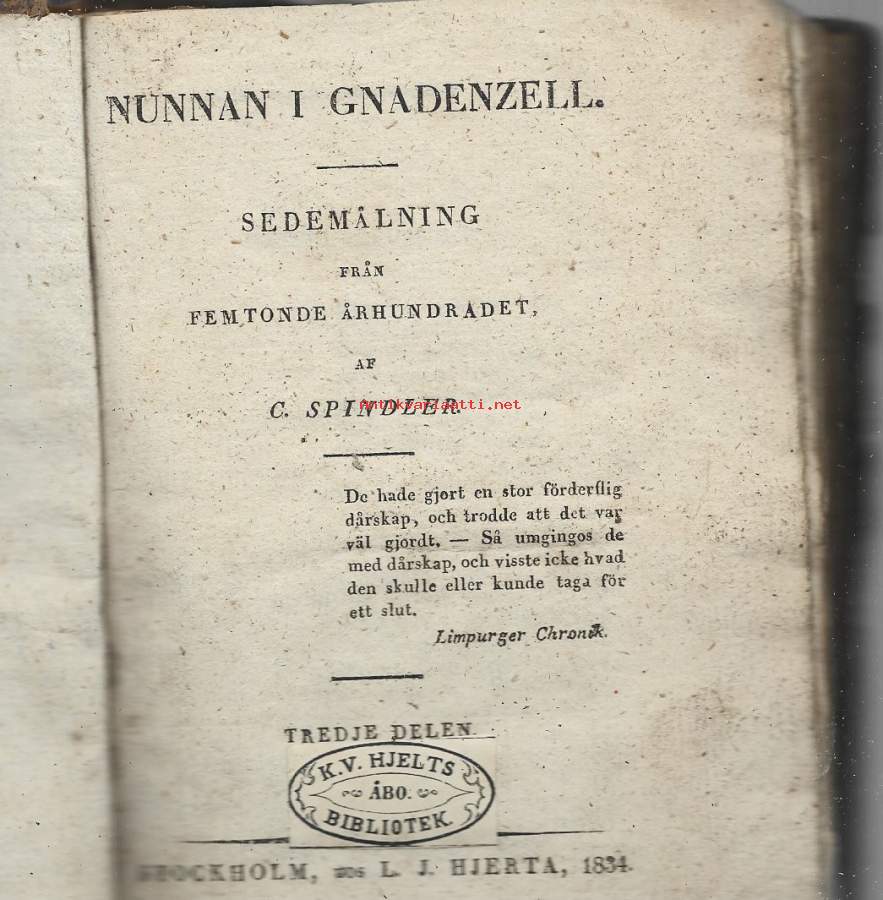 NUNNAN I GNADENZELL.
SEDEMÅLNING
FRÅN
FEMTONDE ÅRHUNDRADET,
AF
C. SPINDLER.
antikvariaatti.net
De hade gjort en stor förderflig
dårskap, och trodde att det var
väl gjordt. — Så umgingos de
med dårskap, och visste icke hvad
den skulle eller kunde taga för
ett slut.
Limpurger Chronik.
TREDJE DELEN.
K.V. HJELTS
ÅBO.
BIBLIOTEK.
STOCKHOLM, HOS L. J. HJERTA, 1834.